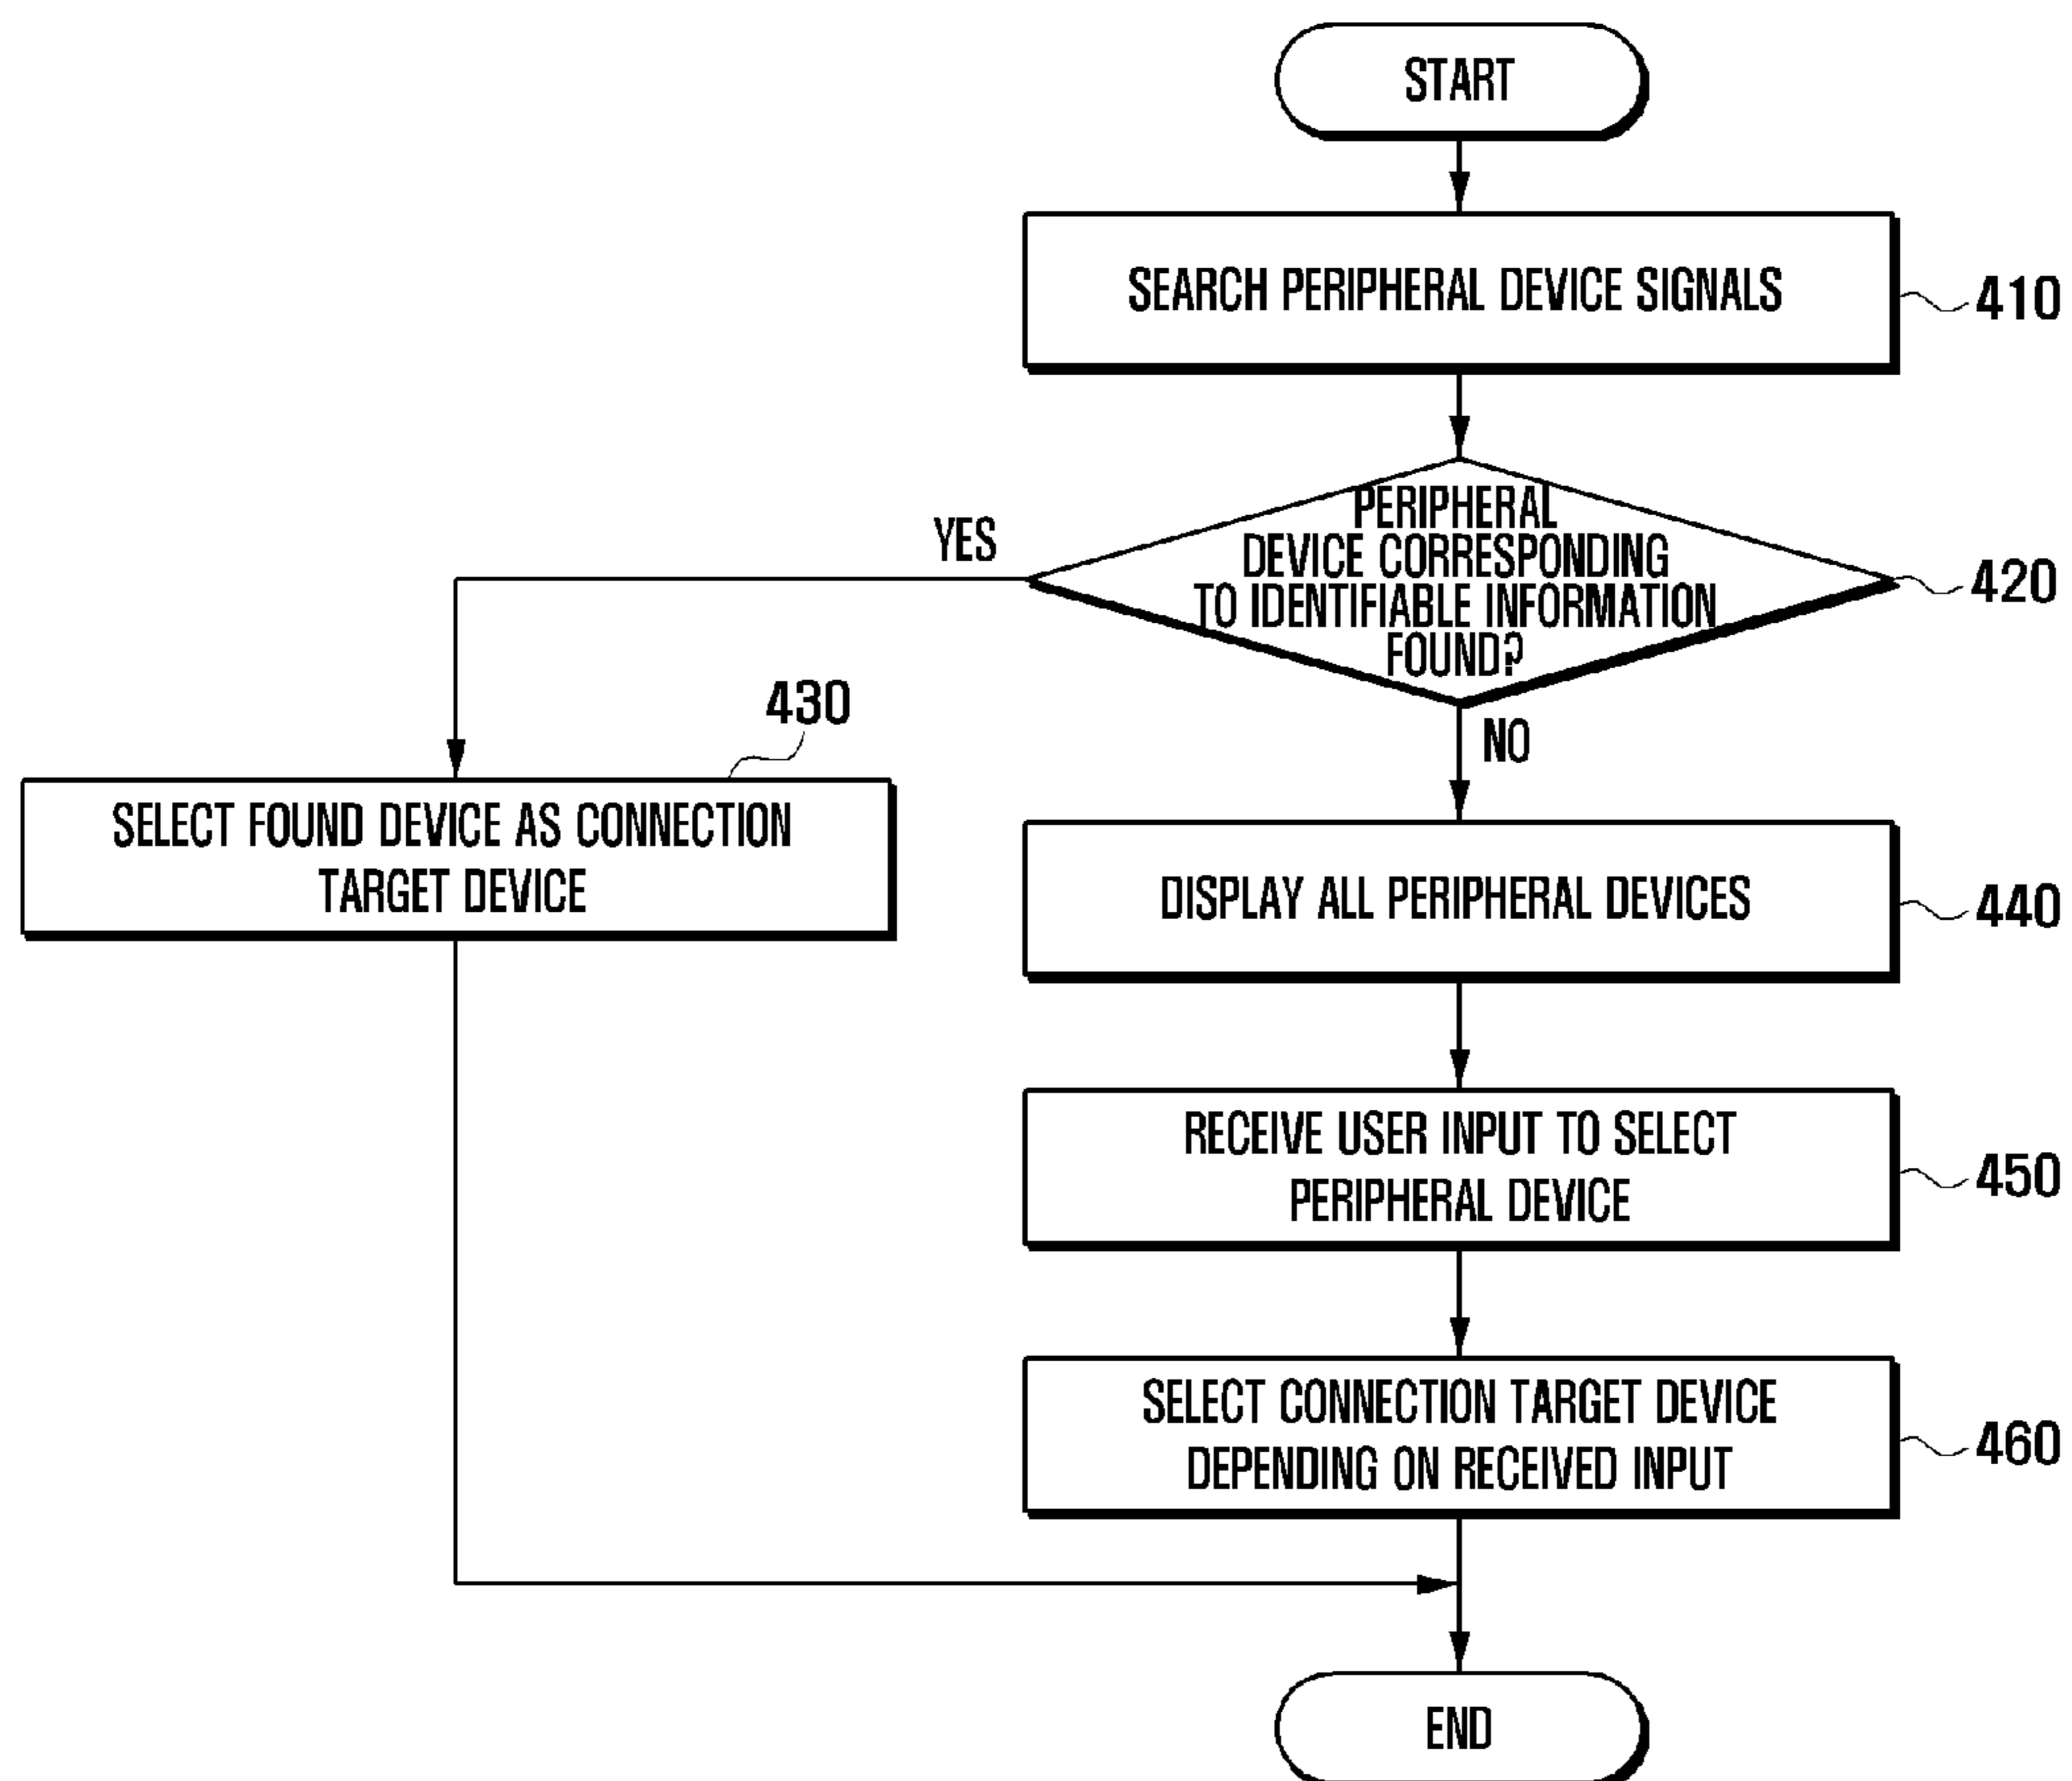 START
SEARCH PERIPHERAL DEVICE SIGNALS
410
PERIPHERAL
DEVICE CORRESPONDING
TO IDENTIFIABLE INFORMATION
FOUND?
420
YES
NO
430
SELECT FOUND DEVICE AS CONNECTION
TARGET DEVICE
DISPLAY ALL PERIPHERAL DEVICES
440
RECEIVE USER INPUT TO SELECT
PERIPHERAL DEVICE
450
SELECT CONNECTION TARGET DEVICE
DEPENDING ON RECEIVED INPUT
460
END